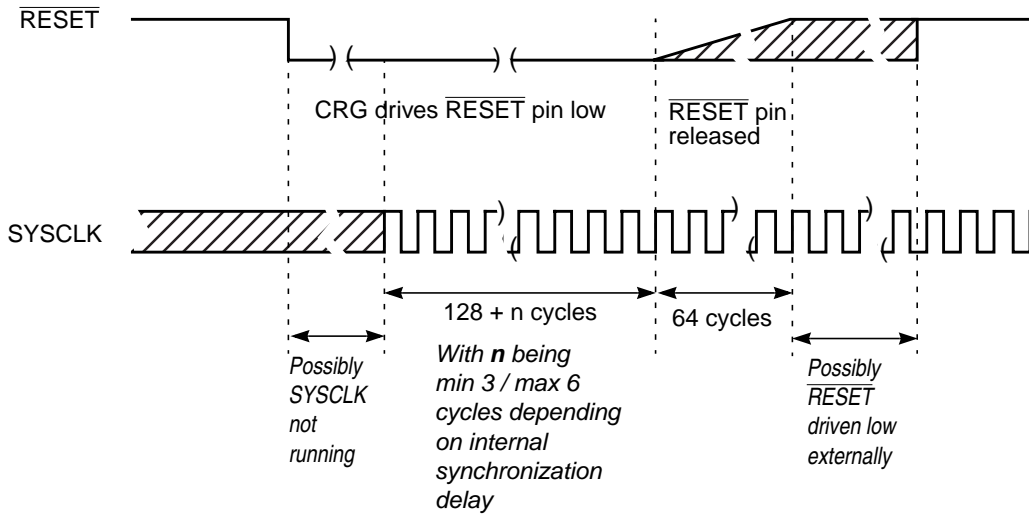 RESET
CRG drives RESET pin low
RESET pin
released
SYSCLK
128 + n cycles
64 cycles
Possibly
SYSCLK
not
running
With n being
min 3 / max 6
cycles depending
on internal
synchronization
delay
Possibly
RESET
driven low
externally